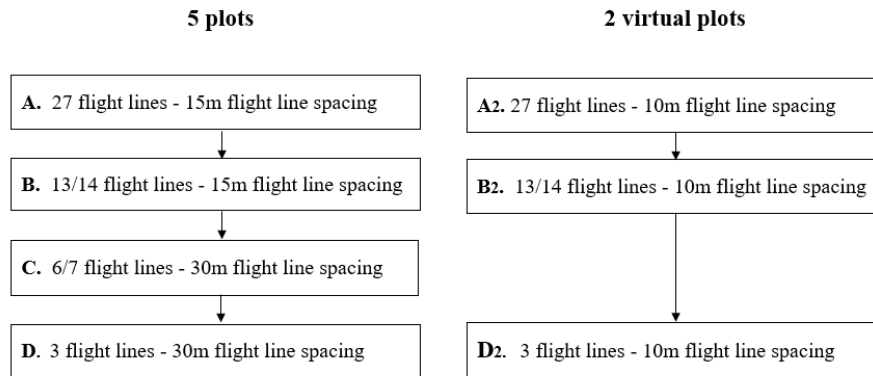 5 plots
A. 27 flight lines - 15m flight line spacing
B. 13/14 flight lines - 15m flight line spacing
C. 6/7 flight lines - 30m flight line spacing
D. 3 flight lines - 30m flight line spacing
2 virtual plots
A2. 27 flight lines - 10m flight line spacing
B2. 13/14 flight lines - 10m flight line spacing
D2. 3 flight lines - 10m flight line spacing